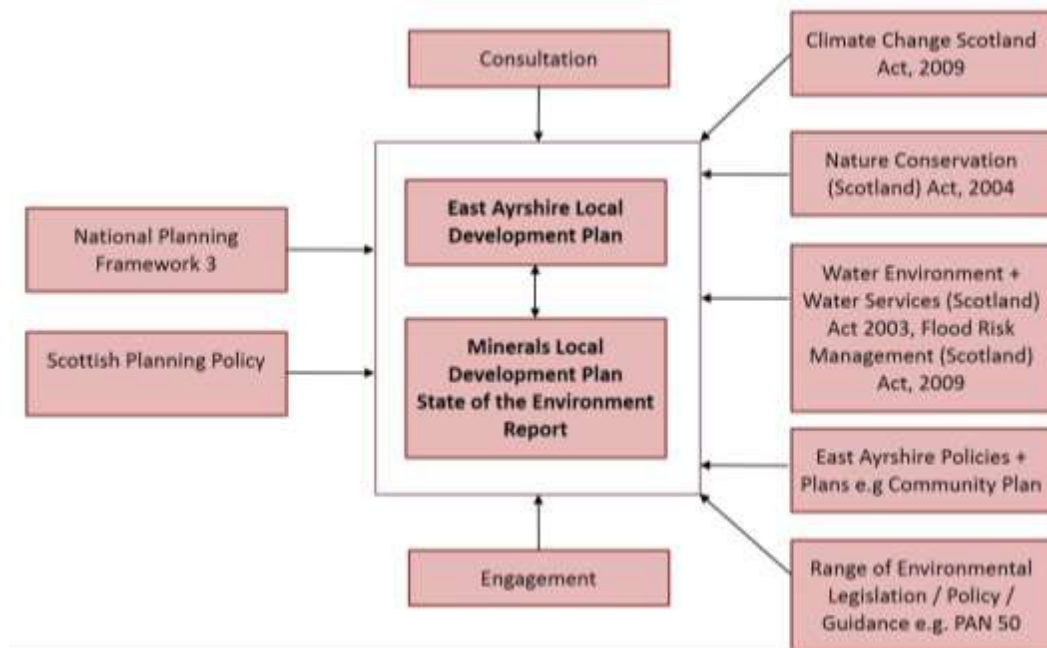 Consultation
Climate Change Scotland
Act, 2009
Nature Conservation
(Scotland) Act, 2004
East Ayrshire Local
Development Plan
National Planning
Framework 3
Water Environment +
Water Services (Scotland)
Act 2003, Flood Risk
Management (Scotland)
Act, 2009
Scottish Planning Policy
Minerals Local
Development Plan
State of the Environment
Report
East Ayrshire Policies +
Plans e.g Community Plan
Engagement
Range of Environmental
Legislation / Policy /
Guidance e.g. PAN 50